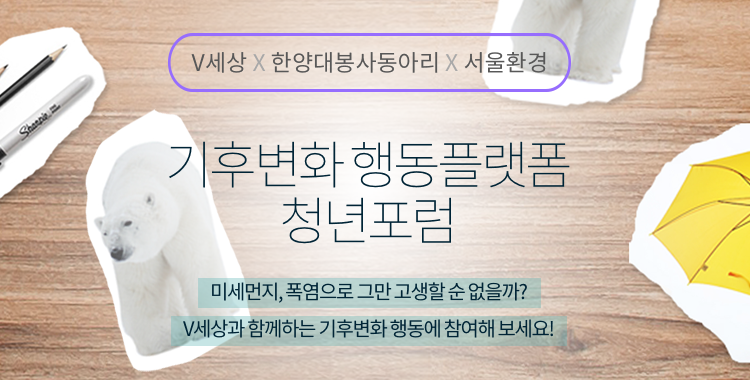 V세상 X 한양대봉사동아리 X 서울환경
Sharpie
기후변화 행동플랫폼
청년포럼
미세먼지, 폭염으로 그만 고생할 순 없을까?
V세상과 함께하는 기후변화 행동에 참여해 보세요!